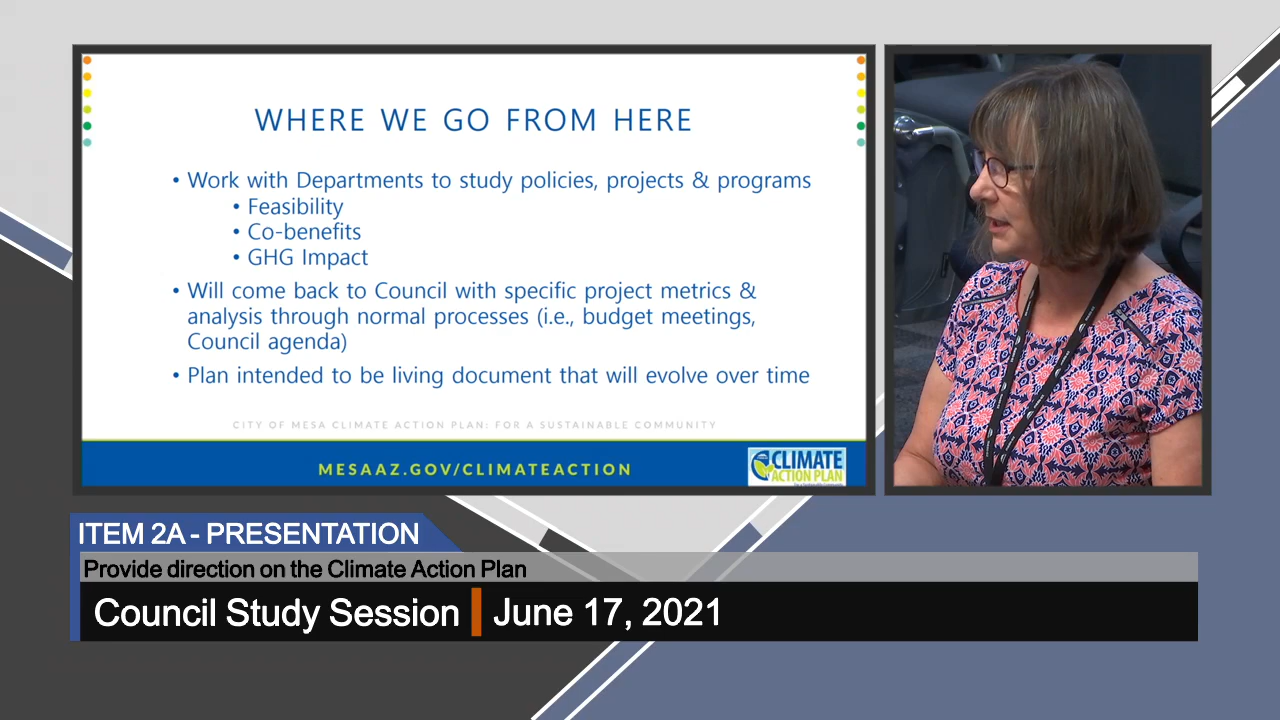 WHERE WE GO FROM HERE
• Work with Departments to study policies, projects & programs
• Feasibility
• Co-benefits
• GHG Impact
• Will come back to Council with specific project metrics &
analysis through normal processes (i.e., budget meetings,
Council agenda)
• Plan intended to be living document that will evolve over time
CITY OF MESA CLIMATE ACTION PLAN: FOR A SUSTAINABLE COMMUNITY
MESAAZ.GOV/CLIMATEACTION
CLIMATE
ACTION PLAN
For a Sustainable Community
ITEM 2A - PRESENTATION
Provide direction on the Climate Action Plan
Council Study Session
June 17, 2021